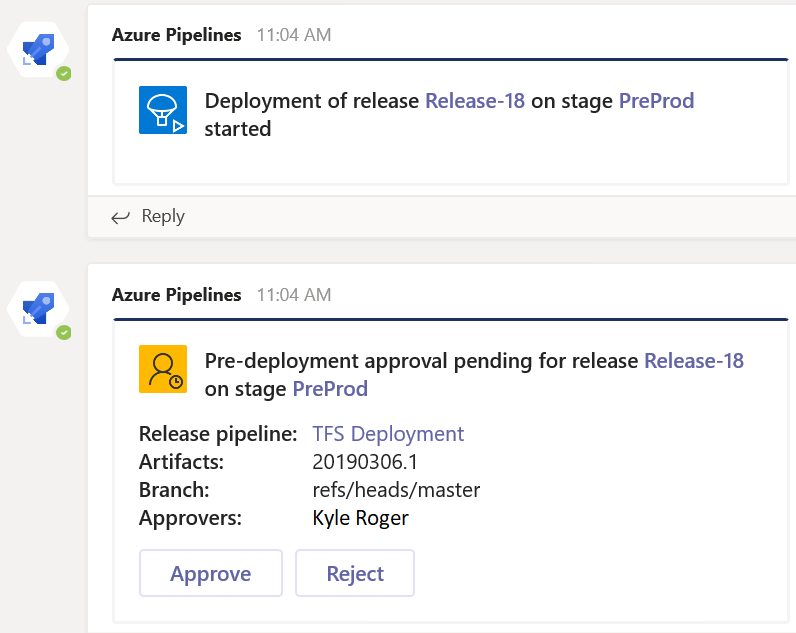 Azure Pipelines 11:04 AM
Deployment of release Release-18 on stage PreProd
started
Reply
Azure Pipelines 11:04 AM
Pre-deployment approval pending for release Release-18
on stage PreProd
Release pipeline: TFS Deployment
Artifacts: 20190306.1
Branch: refs/heads/master
Approvers: Kyle Roger
Approve Reject